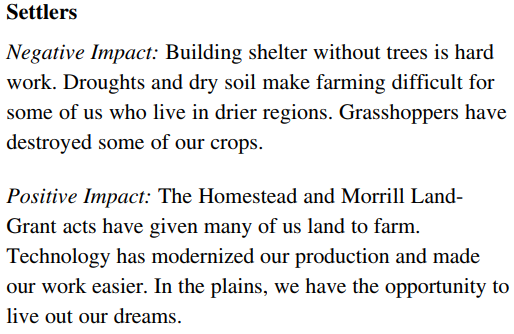 Settlers
Negative Impact: Building shelter without trees is hard
work. Droughts and dry soil make farming difficult for
some of us who live in drier regions. Grasshoppers have
destroyed some of our crops.
Positive Impact: The Homestead and Morrill Land-
Grant acts have given many of us land to farm.
Technology has modernized our production and made
our work easier. In the plains, we have the opportunity to
live out our dreams.